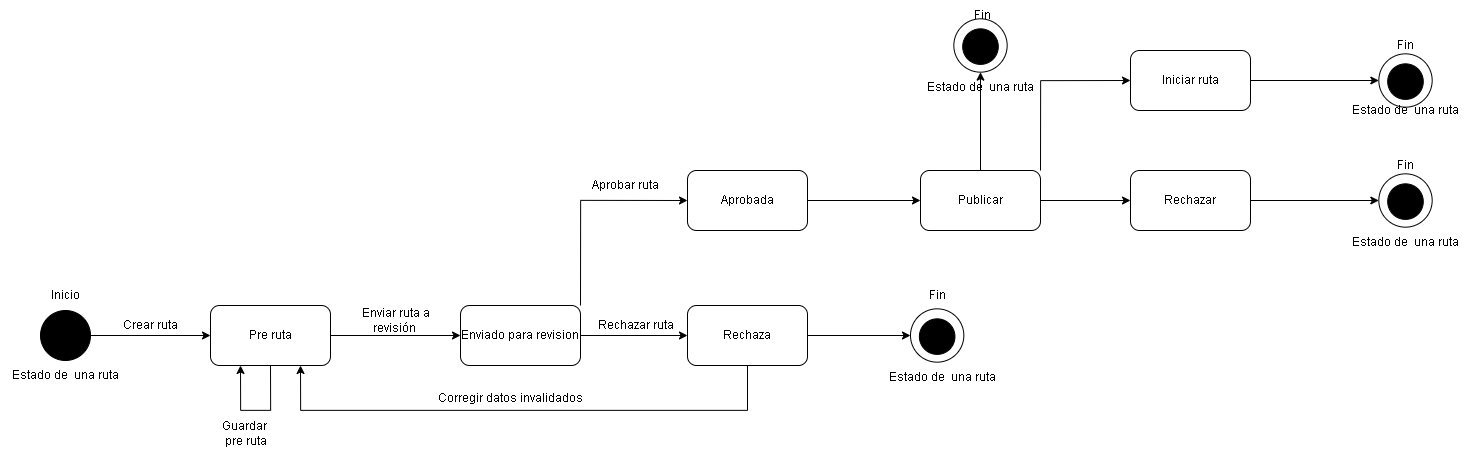 Fin
Estado de una ruta
Iniciar ruta
Fin
Estado de una ruta
Aprobar ruta
Aprobada
Publicar
Rechazar
Fin
Estado de una ruta
Inicio
Estado de una ruta
Crear ruta
Pre ruta
Enviar ruta a
revisión
Enviado para revision
Rechazar ruta
Rechaza
Fin
Estado de una ruta
Corregir datos invalidados
Guardar
pre ruta